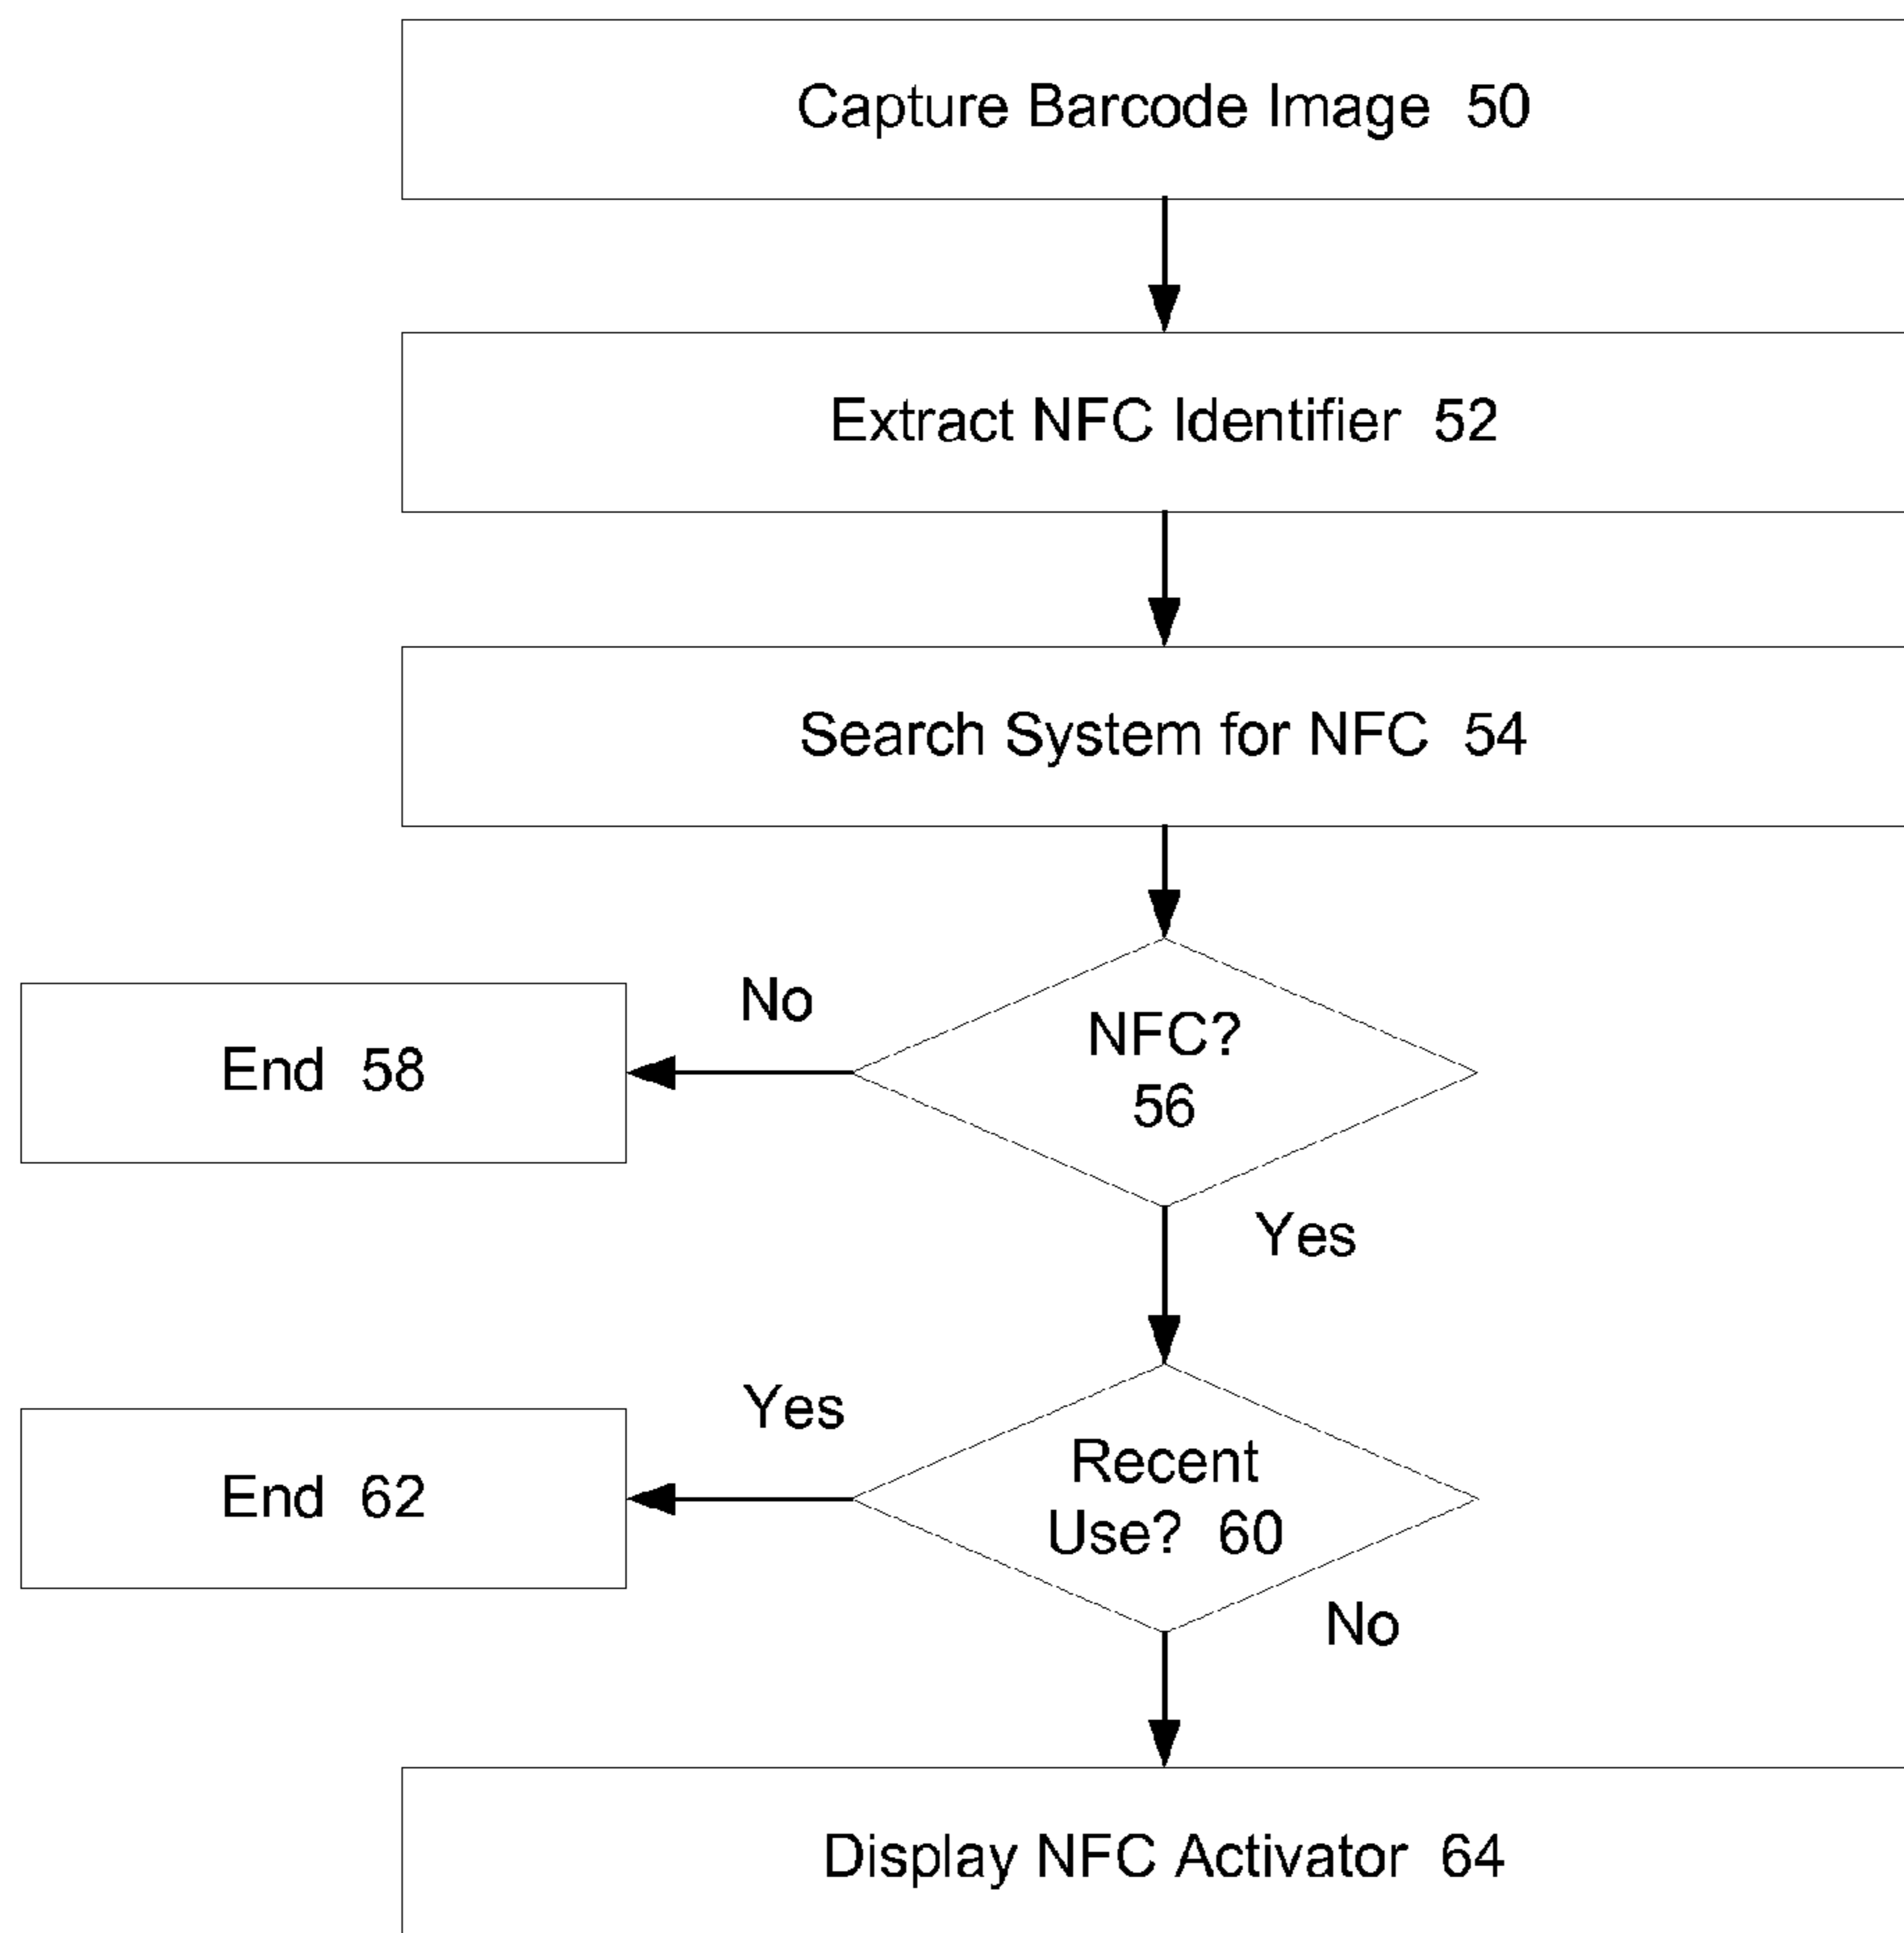 Capture Barcode Image 50
Extract NFC Identifier 52
Search System for NFC 54
No
NFC?
56
End 58
Yes
Yes
Recent
Use? 60
End 62
No
Display NFC Activator 64